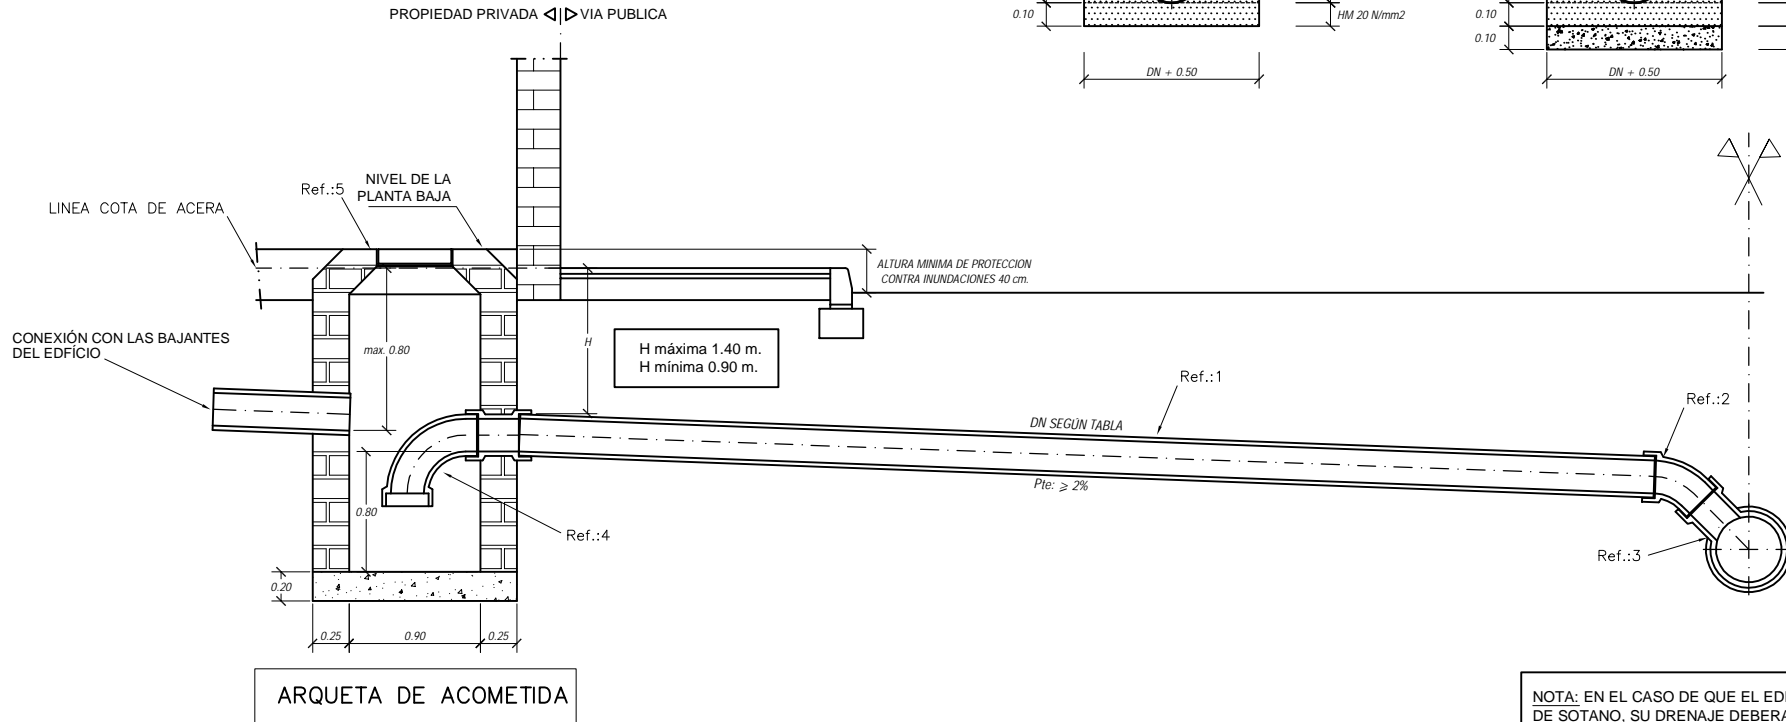 PROPIEDAD PRIVADA VIA PUBLICA
0.10
HM 20 N/mm2
DN + 0.50
0.10
0.10
DN + 0.50
LINEA COTA DE ACERA
Ref.:5
NIVEL DE LA
PLANTA BAJA
ALTURA MINIMA DE PROTECCION
CONTRA INUNDACIONES 40 cm.
CONEXIÓN CON LAS BAJANTES
DEL EDFÍCIO
max. 0.80
H
H máxima 1.40 m.
H mínima 0.90 m.
Ref.:1
Ref.:2
DN SEGÚN TABLA
Pte: ⩾ 2%
0.80
Ref.:4
Ref.:3
0.20
0.25
0.90
0.25
ARQUETA DE ACOMETIDA
NOTA: EN EL CASO DE QUE EL
DE SOTANO, SU DRENAJE